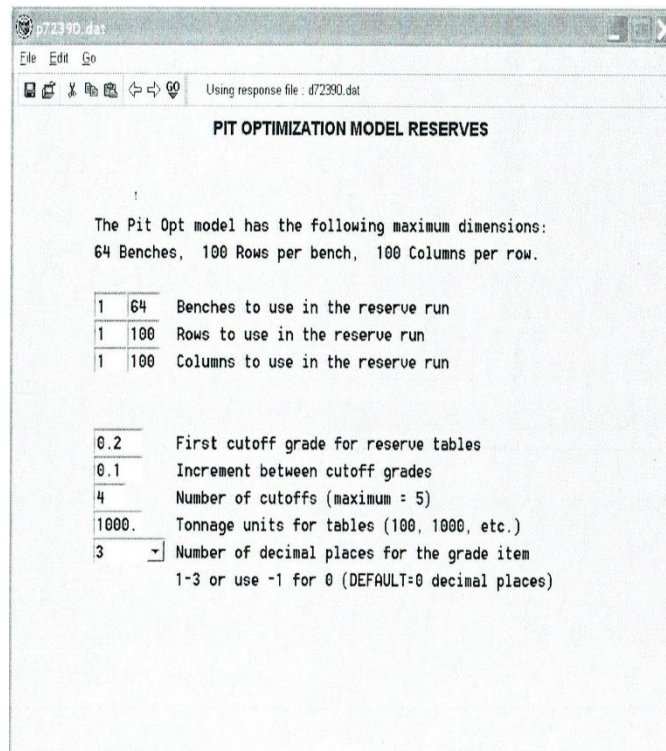 p72390.dat
File Edit Go
GO Using response file : d72390.dat
PIT OPTIMIZATION MODEL RESERVES
The Pit Opt model has the following maximum dimensions:
64 Benches, 100 Rows per bench, 100 Columns per row.
1 64 Benches to use in the reserve run
1 100 Rows to use in the reserve run
1 100 Columns to use in the reserve run
0.2 First cutoff grade for reserve tables
0.1 Increment between cutoff grades
4 Number of cutoffs (maximum = 5)
1000. Tonnage units for tables (100, 1000, etc.)
3 Number of decimal places for the grade item
1-3 or use -1 for 0 (DEFAULT=0 decimal places)